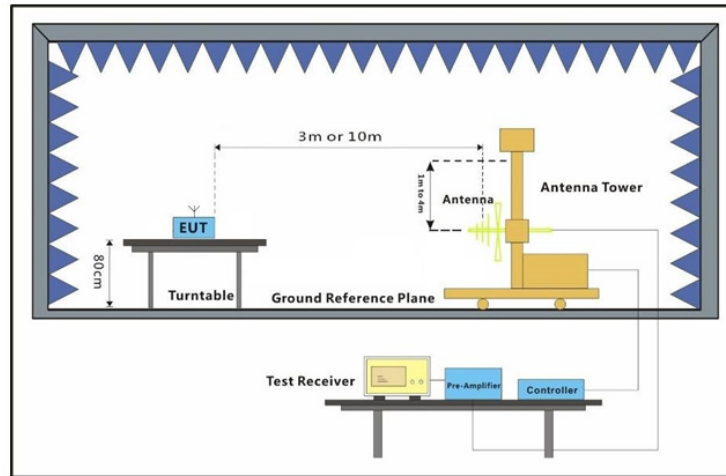 3m or 10m
1m to 4m
Antenna
Antenna Tower
EUT
80cm
Turntable
Ground Reference Plane
Test Receiver
Pre-Amplifier
Controller